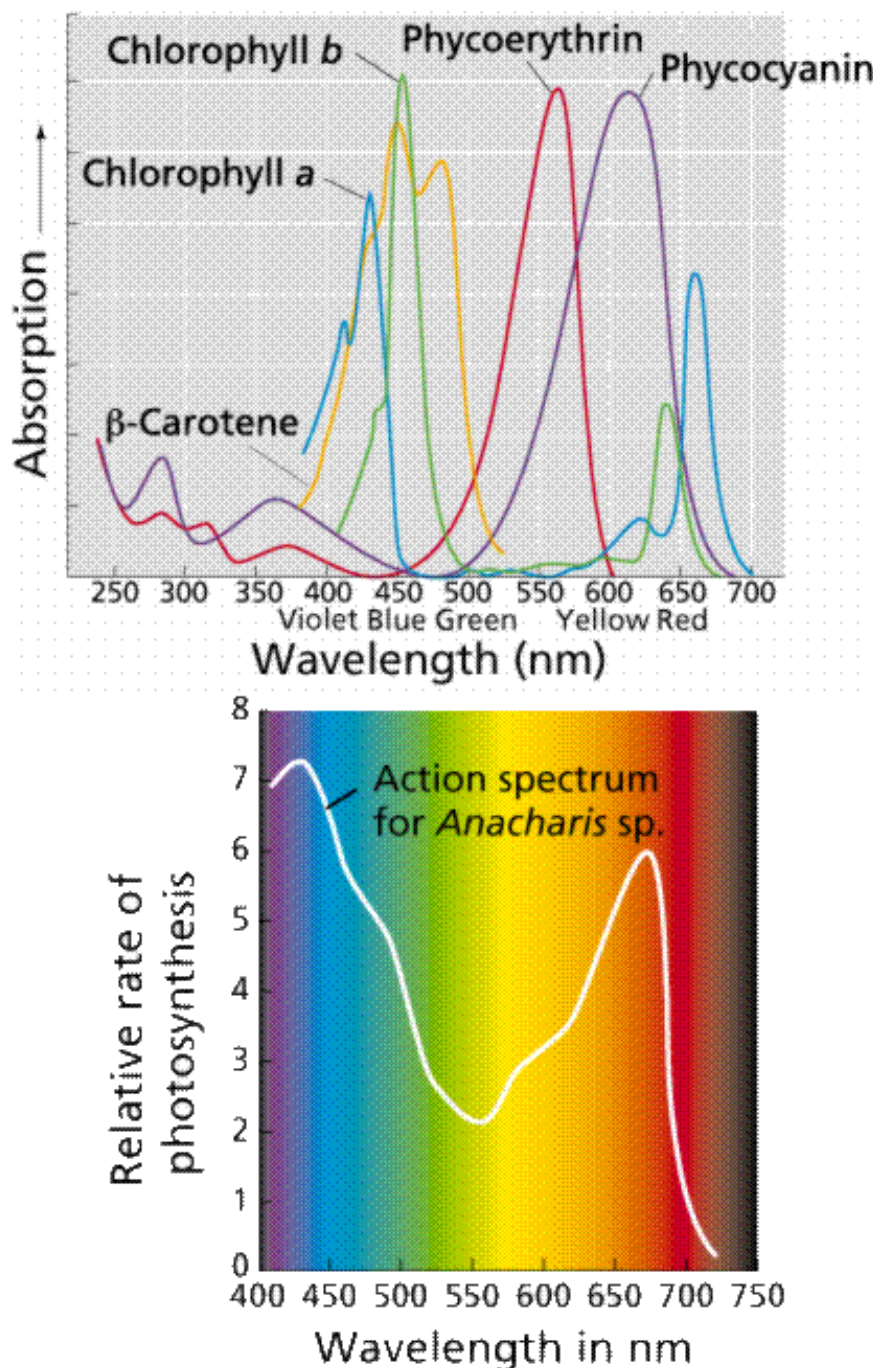 Chlorophyll b
Phycoerythrin
Phycocyanin
Chlorophyll a
β-Carotene
Absorption
250 300 350 400 450 500 550 600 650 700
Violet Blue Green Yellow Red
Wavelength (nm)
8
7
6
5
4
3
2
1
0
Action spectrum
for Anacharis sp.
Relative rate of
photosynthesis
400 450 500 550 600 650 700 750
Wavelength in nm